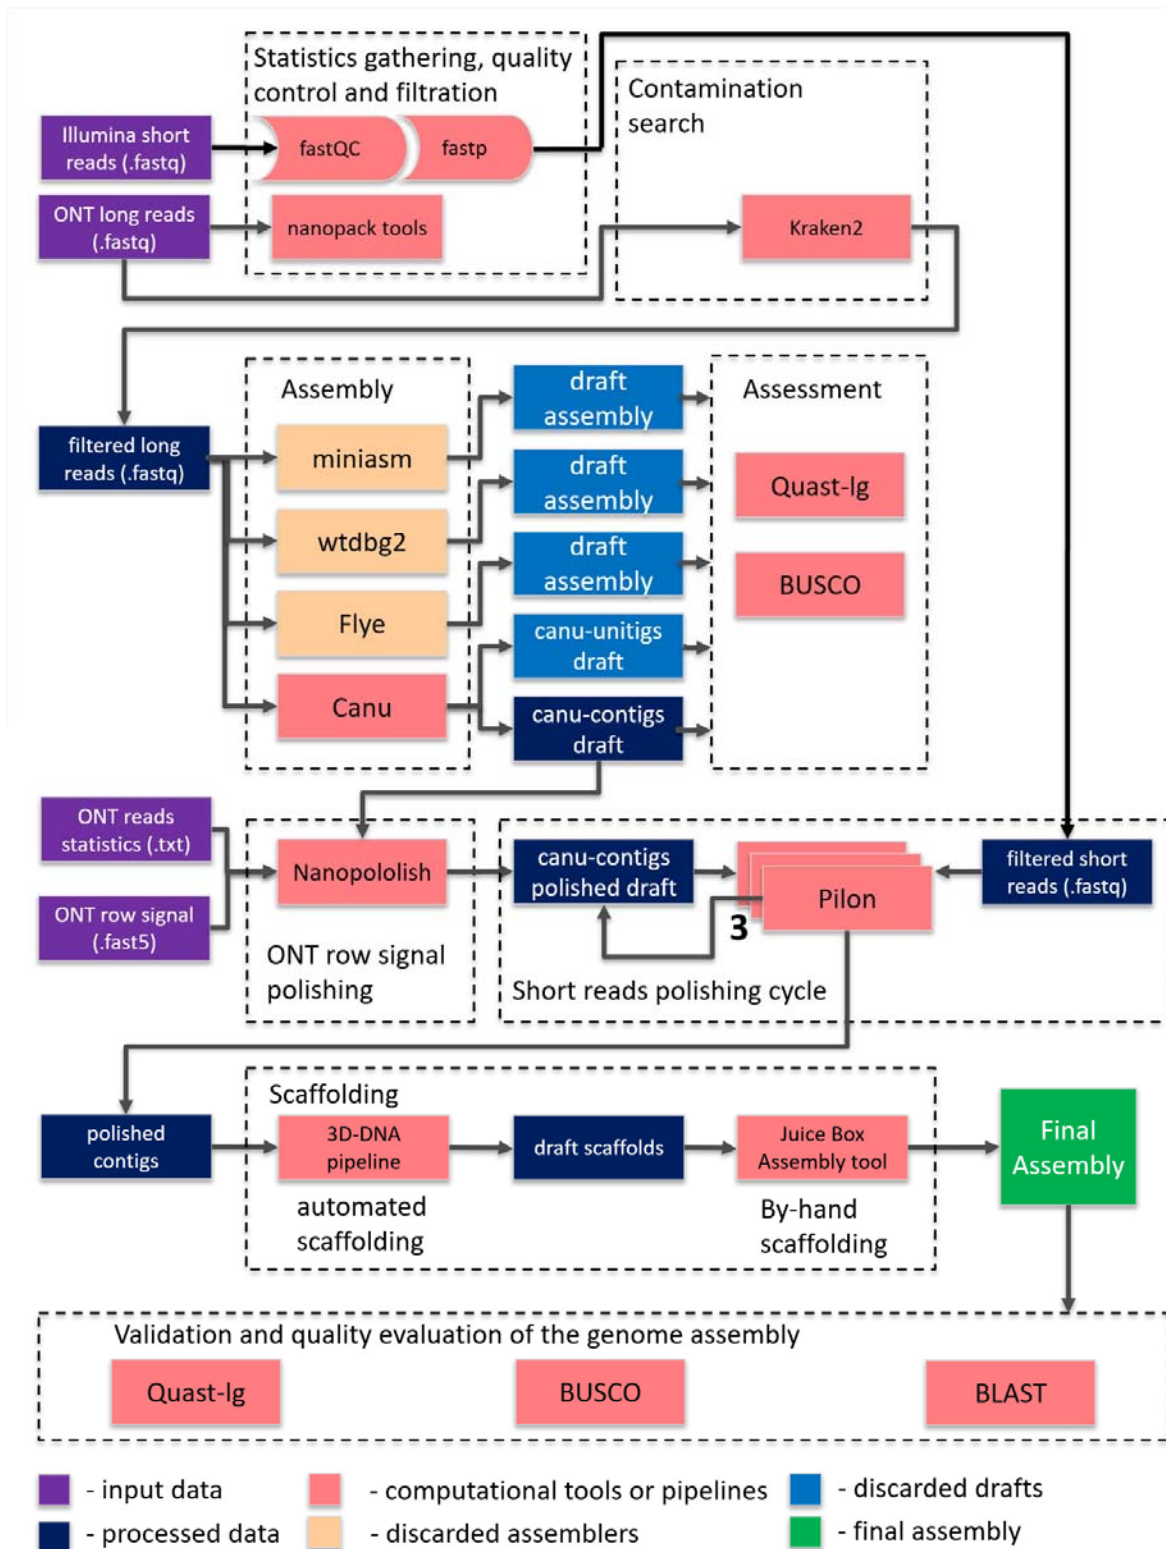 Statistics gathering, quality
control and filtration
Contamination
search
Illumina short
reads (.fastq)
fastQC
fastp
ONT long reads
(.fastq)
nanopack tools
Kraken2
Assembly
draft
assembly
Assessment
filtered long
reads (.fastq)
miniasm
draft
assembly
Quast-lg
wtdbg2
draft
assembly
BUSCO
Flye
canu-unitigs
draft
Canu
canu-contigs
draft
ONT reads
statistics (.txt)
Nanopololish
canu-contigs
polished draft
Pilon
filtered short
reads (.fastq)
ONT row signal
(.fast5)
3
ONT row signal
polishing
Short reads polishing cycle
Scaffolding
polished
contigs
3D-DNA
pipeline
draft scaffolds
Juice Box
Assembly tool
Final
Assembly
automated
scaffolding
By-hand
scaffolding
Validation and quality evaluation of the genome assembly
Quast-lg
BUSCO
BLAST
- input data
- computational tools or pipelines
- discarded drafts
- processed data
- discarded assemblers
- final assembly